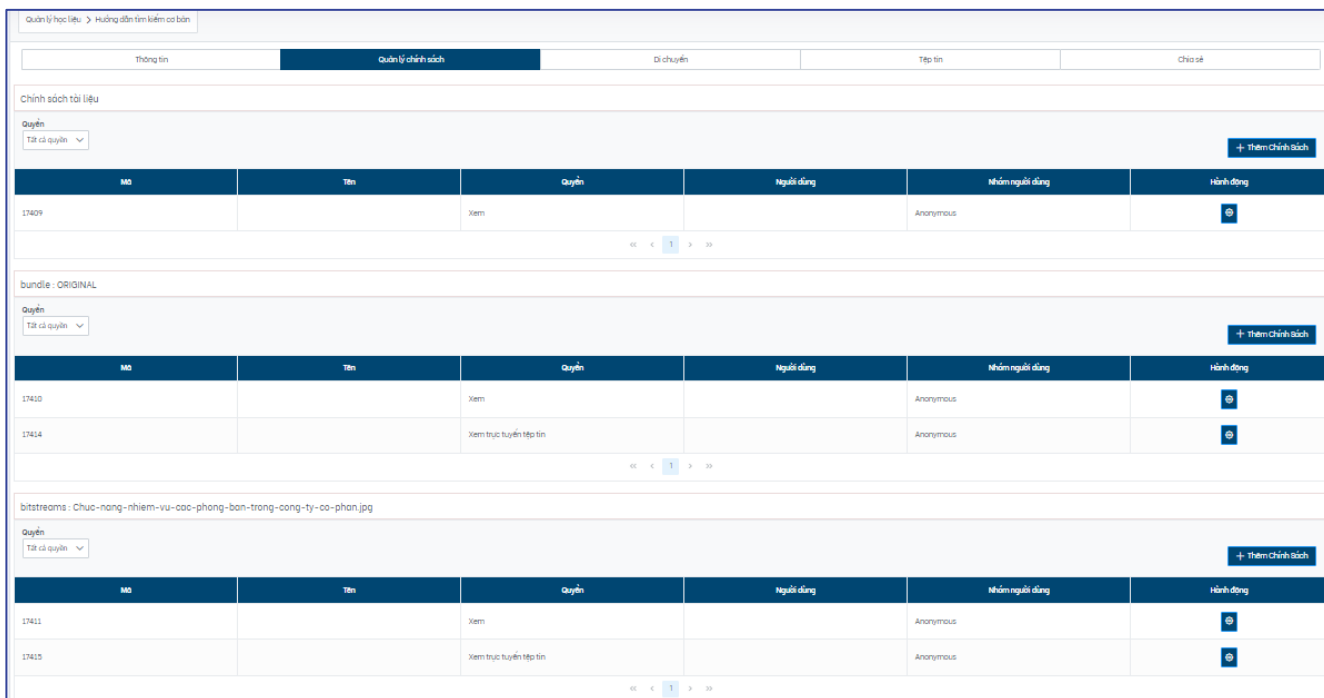 Quản lý học liệu > Hướng dẫn tìm kiếm cơ bản
Thông tin Quản lý chính sách Di chuyển Tệp tin Chia sẻ
Chính sách tài liệu
Quyền
Tất cả quyền
+ Thêm Chính Sách
Mã Tên Quyền Người dùng Nhóm người dùng Hành động
17409 Xem Anonymous
<< < 1 > >>
bundle : ORIGINAL
Quyền
Tất cả quyền
+ Thêm Chính Sách
Mã Tên Quyền Người dùng Nhóm người dùng Hành động
17410 Xem Anonymous
17414 Xem trực tuyến tệp tin Anonymous
<< < 1 > >>
bitstreams : Chuc-nang-nhiem-vu-cac-phong-ban-trong-cong-ty-co-phan.jpg
Quyền
Tất cả quyền
+ Thêm Chính Sách
Mã Tên Quyền Người dùng Nhóm người dùng Hành động
17411 Xem Anonymous
17415 Xem trực tuyến tệp tin Anonymous
<< < 1 > >>